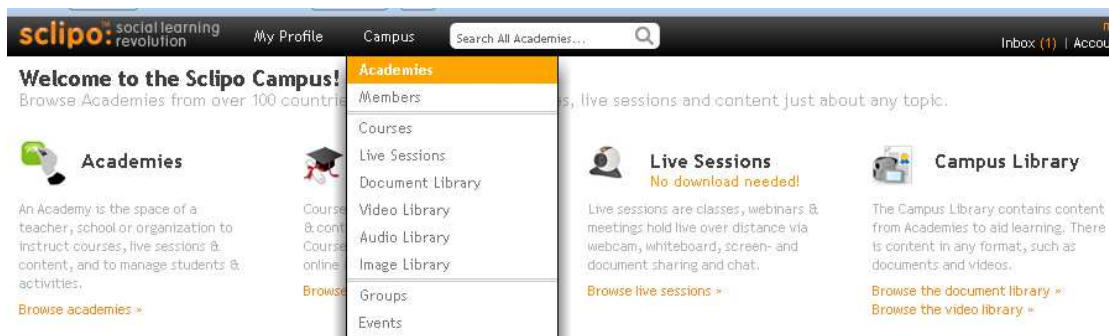 sclipo: social learning revolution
My Profile
Campus
Search All Academies...
Inbox (1) |
Welcome to the Sclipo Campus!
Browse Academies from over 100
, live sessions and content just about any topic.
Academies
Members
Courses
Live Sessions
Document Library
Video Library
Audio Library
Image Library
Groups
Events
Academies
An Academy is the space of a
teacher, school or organization to
instruct courses, live sessions &
content, and to manage students &
activities.
Browse academies »
Course
& cont
Course
online
Browse
Live Sessions
No download needed!
Live sessions are classes, webinars &
meetings hold live over distance via
webcam, whiteboard, screen- and
document sharing and chat.
Browse live sessions »
Campus Library
The Campus Library contains content
from Academies to aid learning. There
is content in any format, such as
documents and videos.
Browse the document library »
Browse the video library »